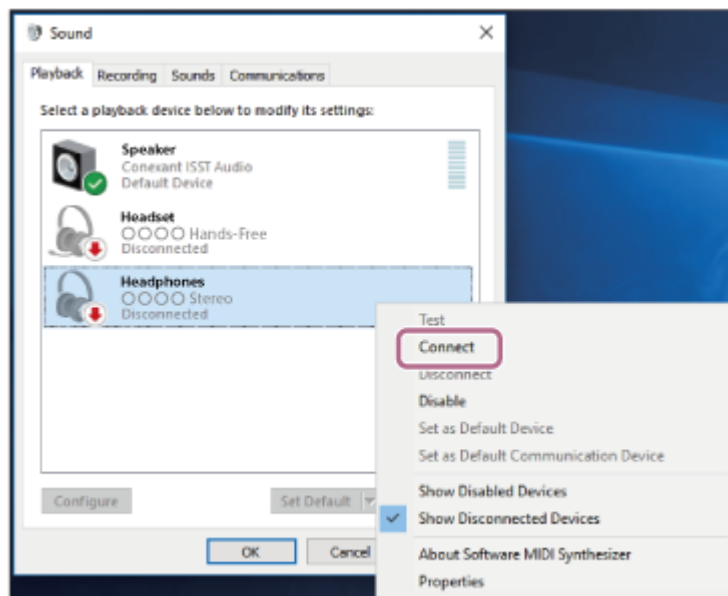 Sound
Playback Recording Sounds Communications
Select a playback device below to modify its settings:
Speaker
Conexant ISST Audio
Default Device
Headset
○○○○ Hands-Free
Disconnected
Headphones
○○○○ Stereo
Disconnected
Test
Connect
Disconnect
Disable
Set as Default Device
Set as Default Communication Device
Show Disabled Devices
Show Disconnected Devices
About Software MIDI Synthesizer
Properties
Configure Set Default
OK Cancel